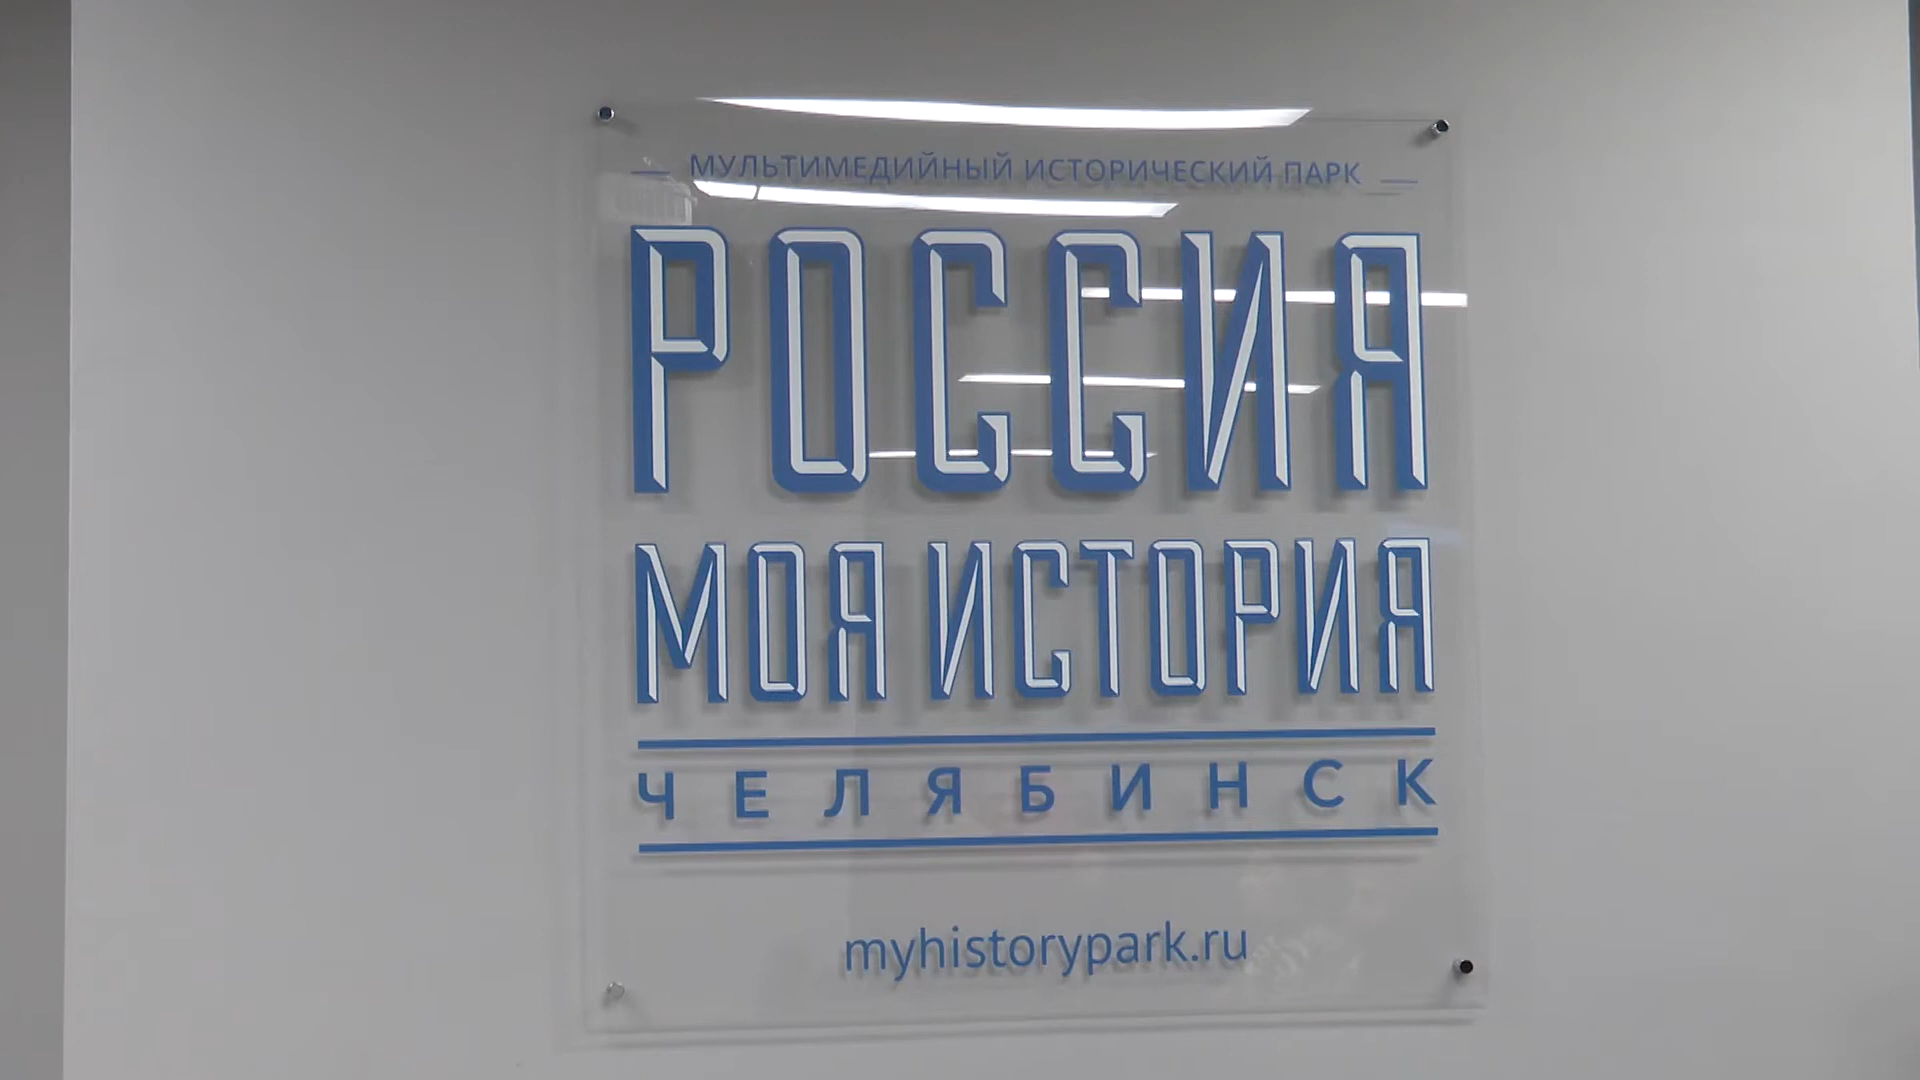 — МУЛЬТИМЕДИЙНЫЙ ИСТОРИЧЕСКИЙ ПАРК —
РОССИЯ
МОЯ ИСТОРИЯ
ЧЕЛЯБИНСК
myhistorypark.ru